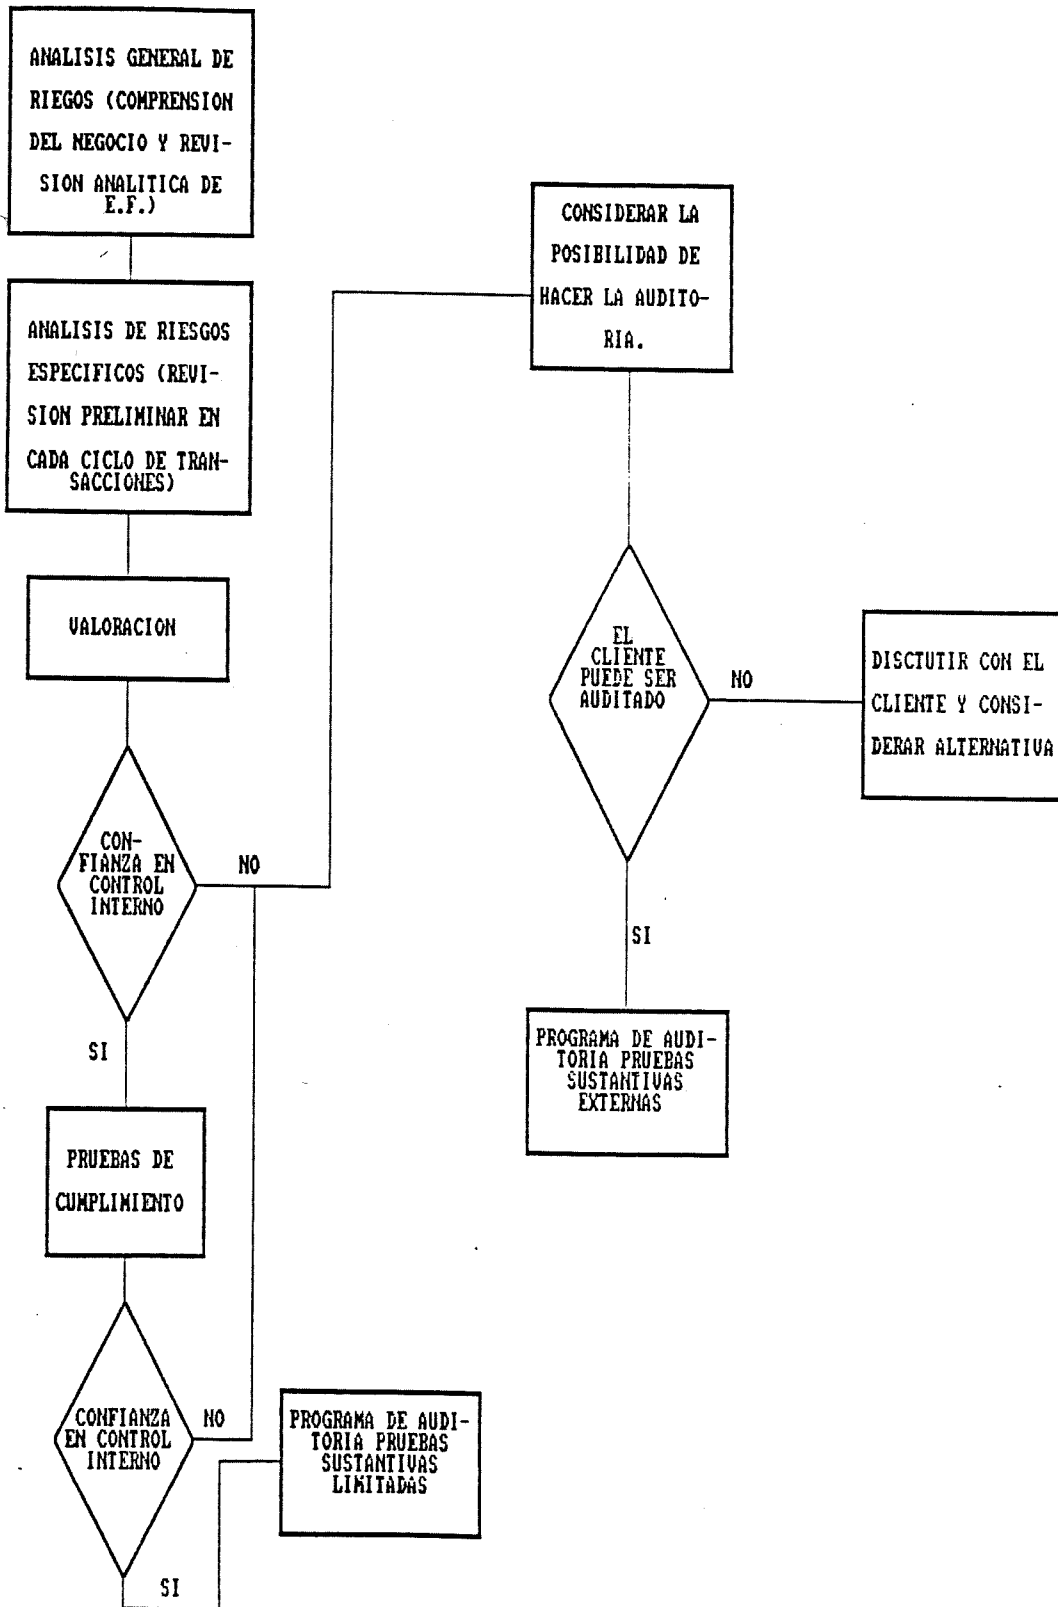 ANALISIS GENERAL DE
RIEGOS (COMPRENSION
DEL NEGOCIO Y REVI-
SION ANALITICA DE
E.F.)
ANALISIS DE RIESGOS
ESPECIFICOS (REVI-
SION PRELIMINAR EN
CADA CICLO DE TRAN-
SACCIONES)
VALORACION
CON-
FIANZA EN
CONTROL
INTERNO
NO
SI
PRUEBAS DE
CUMPLIMIENTO
CONFIANZA
EN CONTROL
INTERNO
NO
SI
PROGRAMA DE AUDI-
TORIA PRUEBAS
SUSTANTIVAS
LIMITADAS
CONSIDERAR LA
POSIBILIDAD DE
HACER LA AUDITO-
RIA.
EL
CLIENTE
PUEDE SER
AUDITADO
NO
SI
DISCTUTIR CON EL
CLIENTE Y CONSI-
DERAR ALTERNATIVA
PROGRAMA DE AUDI-
TORIA PRUEBAS
SUSTANTIVAS
EXTERNAS